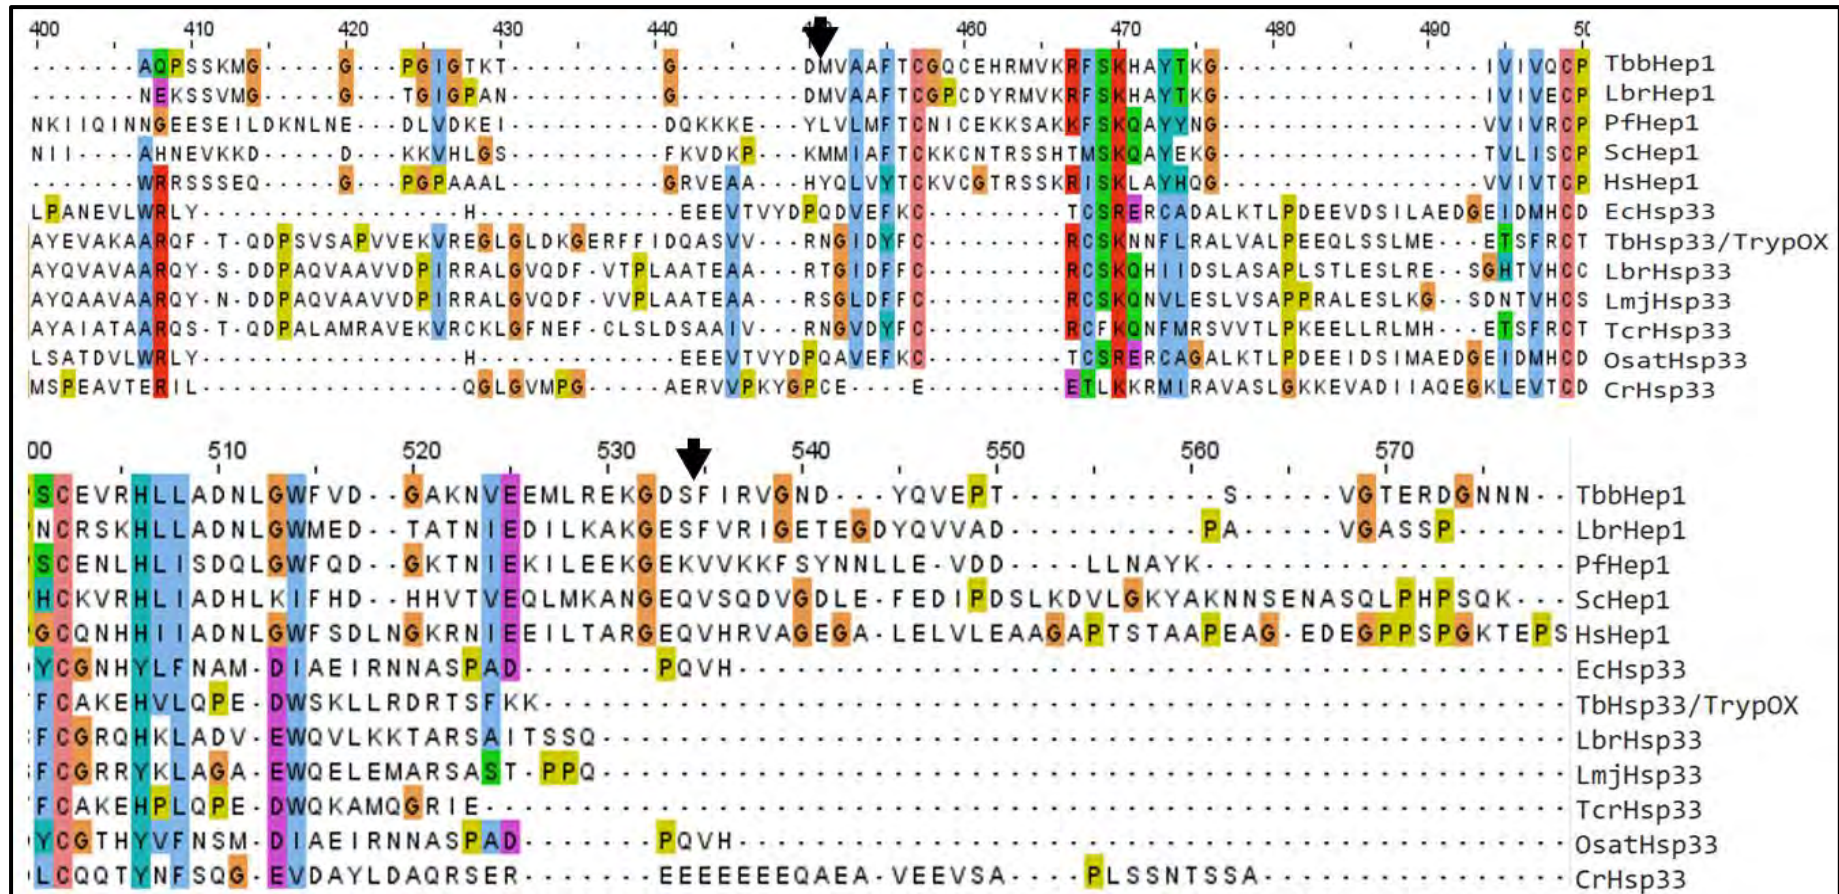 400 410 420 430 440 460 470 480 490 50
·······AQPSSKMG·····G···PGIGTKT··········G········DMVAAFTCGQCEHRMVKRFSKHAYTKG·················IVIVQCP TbbHep1
·······NEKSSVMG·····G···TGIGPAN··········G········DMVAAFTCGPCDYRMVKRFSKHAYTKG·················IVIVECP LbrHep1
NKIIQINNGEESEILDKNLNE···DLVDKEI··········DQKKKE···YLVLMFTCNICEKKSAKKFSKQAYYNG·················VVIVRCP PfHep1
NII····AHNEVKKD·····D···KKVHLGS··········FKVDKP···KMMIAFTCKKCNTRSSHTMSKQAYEKG·················TVLISCP ScHep1
·······WRRSSSEQ·····G···PGPAAAL··········GRVEAA···HYQLVYTCKVCGTRSSKRISKLAYHQG·················VVIVTCP HsHep1
LPANEVLWRLY·················H·············EEEVTVYDPQDVEFKC·········TCSRERCADALKTLPDEEVDSILAEDGEIDMHCD EcHsp33
AYEVAKAARQF·T·QDPSVSAPVVEKVREGLGLDKGERFFIDQASVV···RNGIDYFC·········RCSKNNFLRALVALPEEQLSSLME···ETSFRCT TbHsp33/TrypOX
AYQVAVAARQY·S·DDPAQVAAVVDPIRRALGVQDF·VTPLAATEAA···RTGIDFFC·········RCSKQHIIDSLASAPLSTLESLRE··SGHTVHCC LbrHsp33
AYQAAVAARQY·N·DDPAQVAAVVDPIRRALGVQDF·VVPLAATEAA···RSGLDFFC·········RCSKQNVLESLVSAPPRALESLKG··SDNTVHCS LmjHsp33
AYAIATAARQS·T·QDPALAMRAVEKVRCKLGFNEF·CLSLDSAAIV···RNGVDYFC·········RCFKQNFMRSVVTLPKEELLRLMH···ETSFRCT TcrHsp33
LSATDVLWRLY·················H·············EEEVTVYDPQAVEFKC·········TCSRERCAGALKTLPDEEIDSIMAEDGEIDMHCD OsatHsp33
MSPEAVTERIL·················QGLGVMPG·····AERVVPKYGPCE····E·········ETLKKRMIRAVASLGKKEVADIIAQEGKLEVTCD CrHsp33
00 510 520 530 540 550 560 570
SCEVRHLLADNLGWFVD··GAKNVEEMLREKGDSFIRVGND···YQVEPT···········S·····VGTERDGNNN·· TbbHep1
NCRSKHLLADNLGWMED··TATNIEDILKAKGESFVRIGETEGDYQVVAD··········PA·····VGASSP······ LbrHep1
SCENLHLISDQLGWFQD··GKTNIEKILEEKGEKVVKKFSYNNLLE·VDD····LLNAYK··················· PfHep1
HCKVRHLIADHLKIFHD··HHVTVEQLMKANGEQVSQDVGDLE·FEDIPDSLKDVLGKYAKNNSENASQLPHPSQK··· ScHep1
GCQNHHIIADNLGWFSDLNGKRNIEEILTARGEQVHRVAGEGA·LELVLEAAGAPTSTAAPEAG·EDEGPPSPGKTEPS HsHep1
YCGNHYLFNAM·DIAEIRNNASPAD·······PQVH··········································· EcHsp33
FCAKEHVLQPE·DWSKLLRDRTSFKK····················································· TbHsp33/TrypOX
FCGRQHKLADV·EWQVLKKTARSAITSSQ·················································· LbrHsp33
FCGRRYKLAGA·EWQELEMARSAST·PPQ·················································· LmjHsp33
FCAKEHPLQPE·DWQKAMQGRIE························································ TcrHsp33
YCGTHYVFNSM·DIAEIRNNASPAD·······PQVH··········································· OsatHsp33
LCQQTYNFSQG·EVDAYLDAQRSER·······EEEEEEEQAEA·VEEVSA····PLSSNTSSA················ CrHsp33